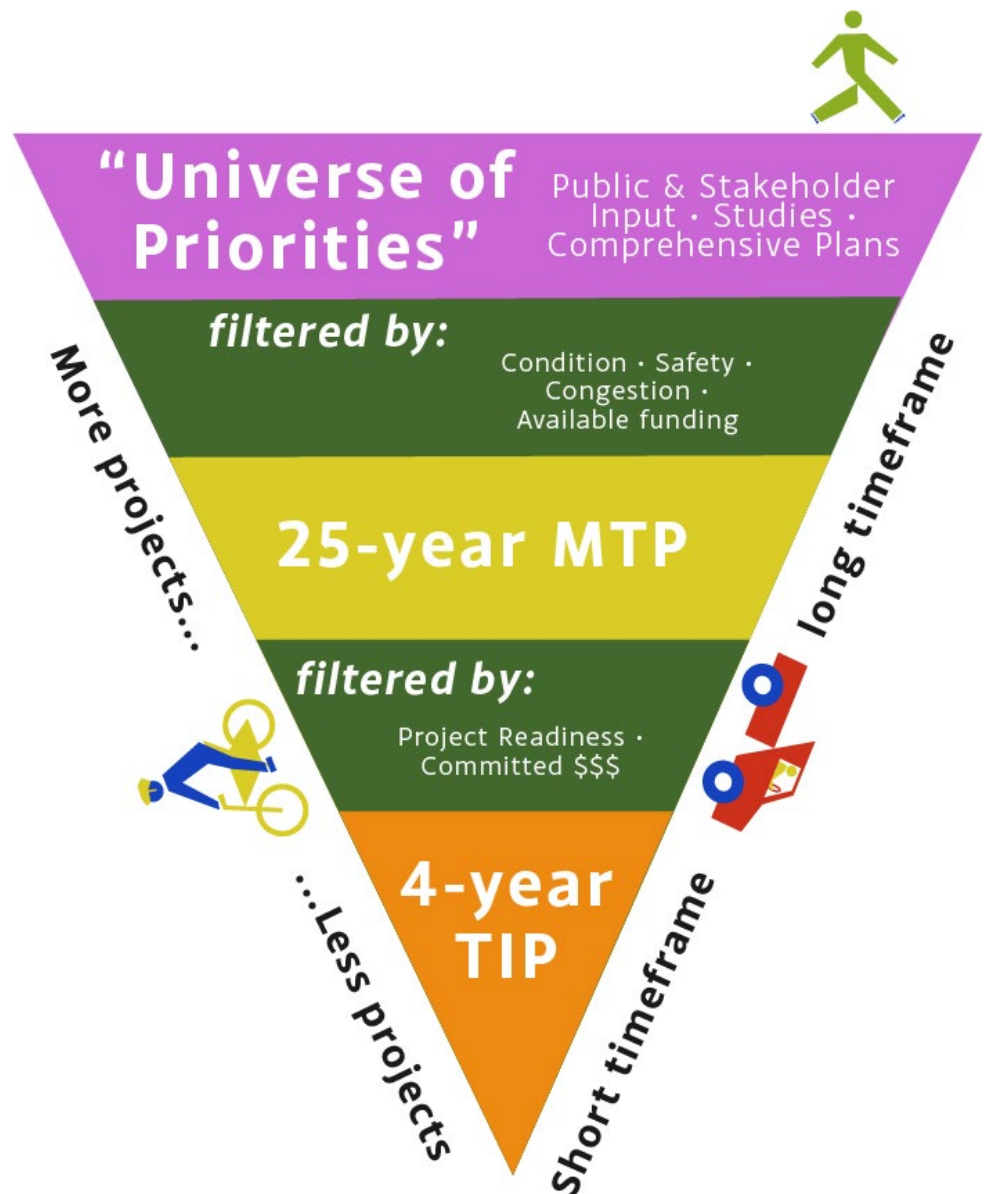 “Universe of
Priorities”
Public & Stakeholder
Input • Studies •
Comprehensive Plans
filtered by:
Condition • Safety •
Congestion •
Available funding
More projects...
long timeframe
25-year MTP
filtered by:
Project Readiness •
Committed $$$
4-year
TIP
...Less projects
Short timeframe